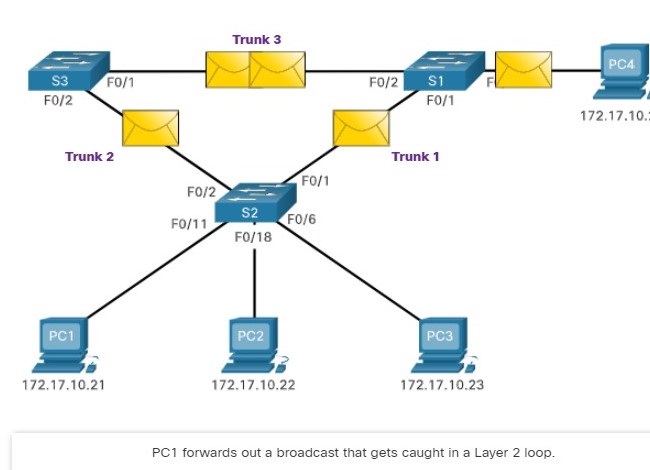 Trunk 3
S3
F0/1
F0/2
S1
F
PC4
F0/2
F0/1
172.17.10.
Trunk 2
Trunk 1
F0/2
F0/1
S2
F0/11
F0/6
F0/18
PC1
PC2
PC3
172.17.10.21
172.17.10.22
172.17.10.23
PC1 forwards out a broadcast that gets caught in a Layer 2 loop.